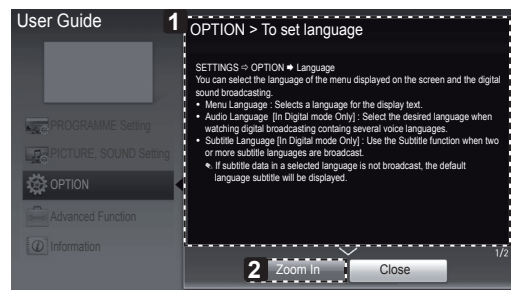 User Guide
1
OPTION > To set language
SETTINGS ⇨ OPTION ➡ Language
You can select the language of the menu displayed on the screen and the digital
sound broadcasting.
• Menu Language : Selects a language for the display text.
• Audio Language [In Digital mode Only] : Select the desired language when
watching digital broadcasting containg several voice languages.
• Subtitle Language [In Digital mode Only] : Use the Subtitle function when two
or more subtitle languages are broadcast.
If subtitle data in a selected language is not broadcast, the default
language subtitle will be displayed.
PROGRAMME Setting
PICTURE, SOUND Setting
OPTION
Advanced Function
Information
1/2
2
Zoom In
Close